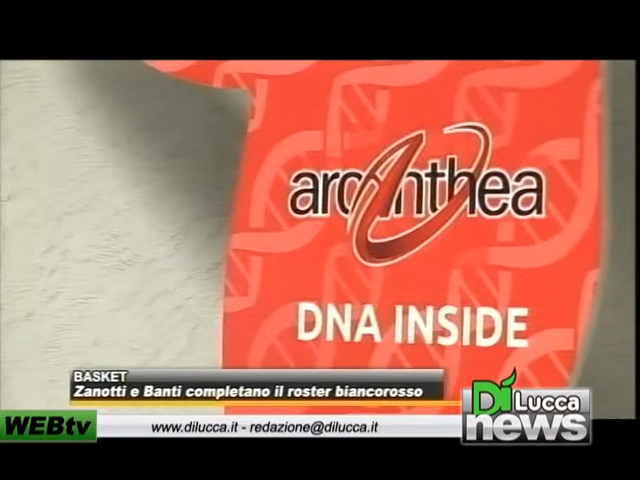 arcanthea
DNA INSIDE
BASKET
Zanotti e Banti completano il roster biancorosso
Dì Lucca
news
WEBtv
www.dilucca.it - redazione@dilucca.it